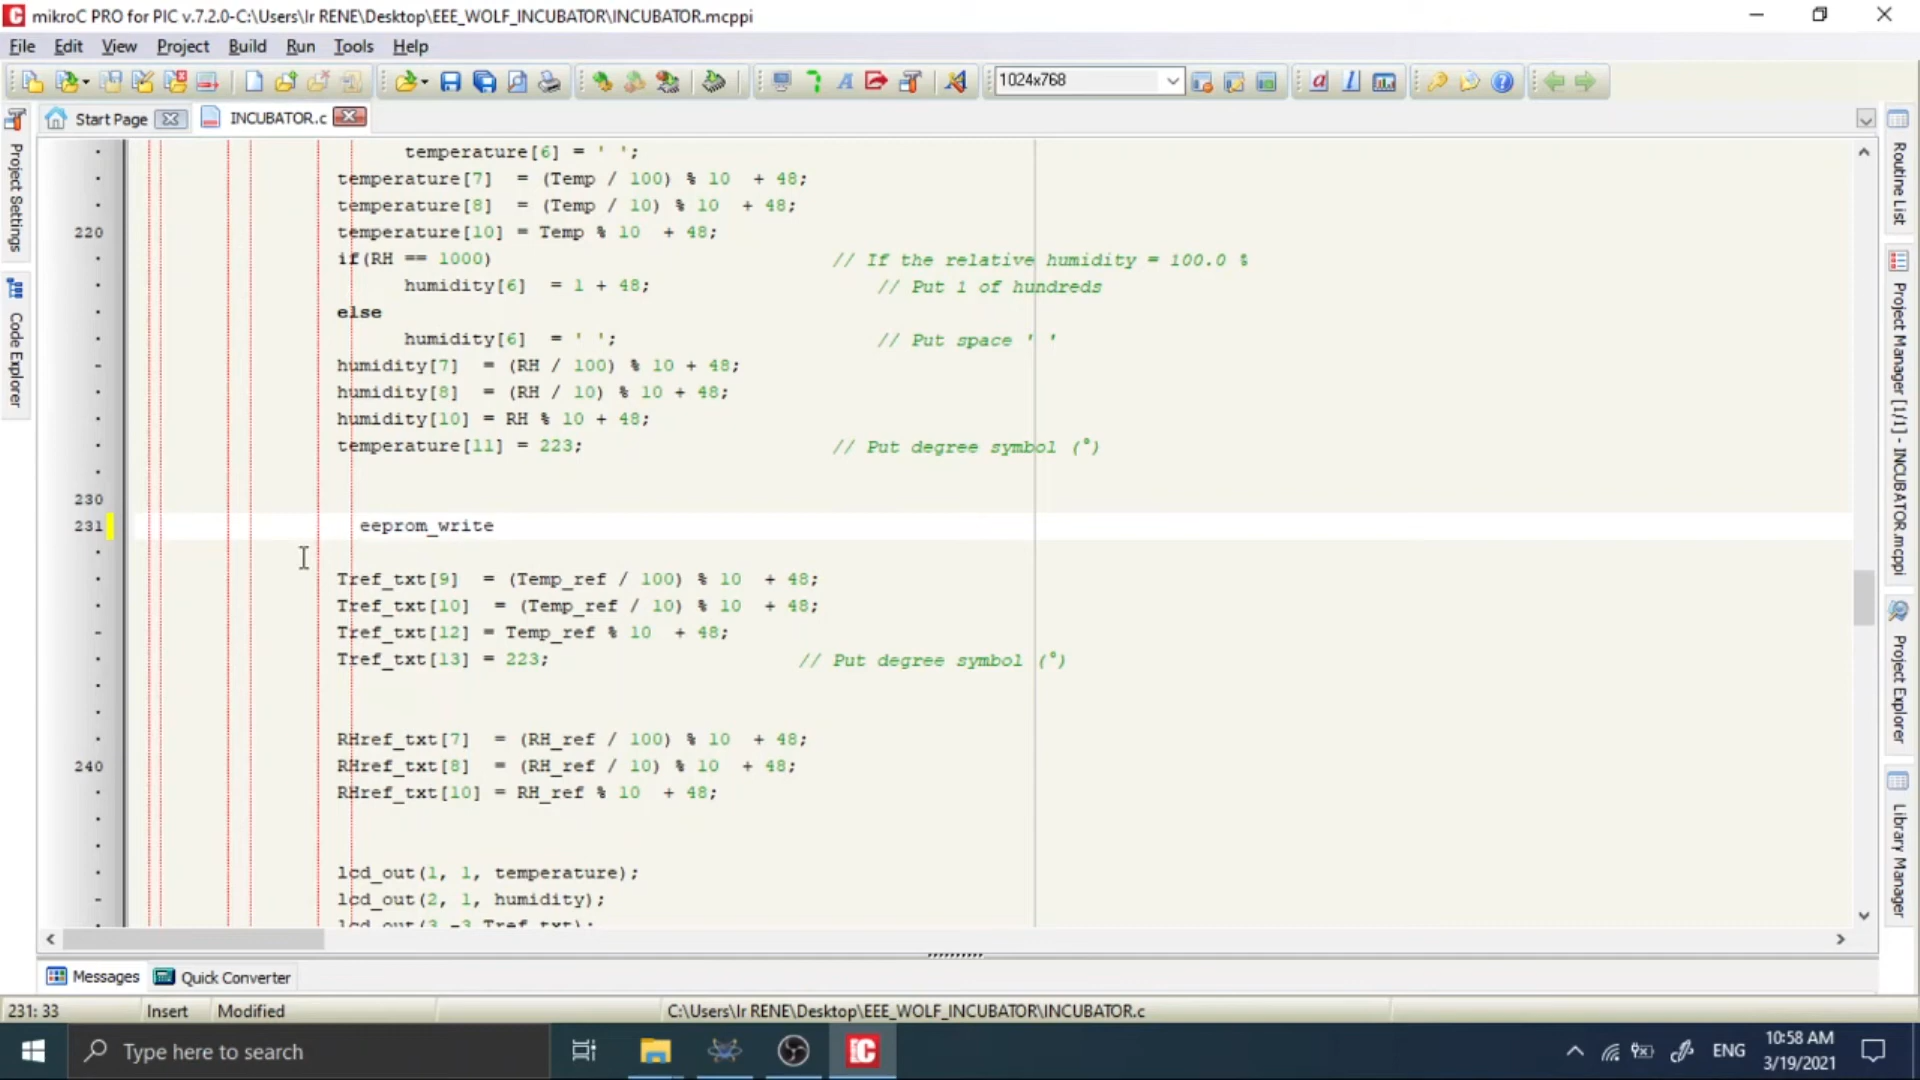 mikroC PRO for PIC v.7.2.0-C:\Users\Ir RENE\Desktop\EEE_WOLF_INCUBATOR\INCUBATOR.mcppi
File Edit View Project Build Run Tools Help
1024x768
Start Page
INCUBATOR.c
Project Settings
Code Explorer
temperature[6] = ' ';
temperature[7]  = (Temp / 100) % 10  + 48;
temperature[8]  = (Temp / 10) % 10  + 48;
220 temperature[10] = Temp % 10  + 48;
if(RH == 1000) // If the relative humidity = 100.0 %
humidity[6]  = 1 + 48; // Put 1 of hundreds
else
humidity[6]  = ' '; // Put space ' '
humidity[7]  = (RH / 100) % 10 + 48;
humidity[8]  = (RH / 10) % 10 + 48;
humidity[10] = RH % 10 + 48;
temperature[11] = 223; // Put degree symbol (°)
230
231 eeprom_write
Tref_txt[9]  = (Temp_ref / 100) % 10  + 48;
Tref_txt[10]  = (Temp_ref / 10) % 10  + 48;
Tref_txt[12] = Temp_ref % 10  + 48;
Tref_txt[13] = 223; // Put degree symbol (°)
RHref_txt[7]  = (RH_ref / 100) % 10  + 48;
240 RHref_txt[8]  = (RH_ref / 10) % 10  + 48;
RHref_txt[10] = RH_ref % 10  + 48;
lcd_out(1, 1, temperature);
lcd_out(2, 1, humidity);
lcd_out(3,-3,Tref_txt);
Routine List
Project Manager [1/1] - INCUBATOR.mcppi
Project Explorer
Library Manager
Messages
Quick Converter
231: 33 Insert Modified C:\Users\Ir RENE\Desktop\EEE_WOLF_INCUBATOR\INCUBATOR.c
Type here to search
ENG
10:58 AM
3/19/2021